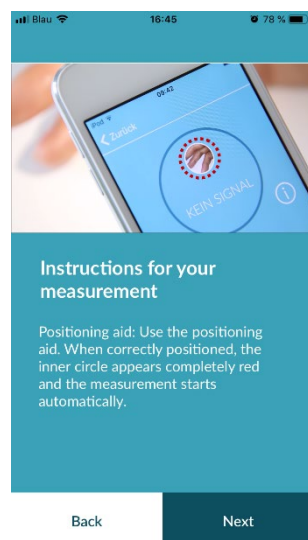 Blau 16:45 78 %
iPod 09:42
Zurück
KEIN SIGNAL
Instructions for your
measurement
Positioning aid: Use the positioning
aid. When correctly positioned, the
inner circle appears completely red
and the measurement starts
automatically.
Back Next